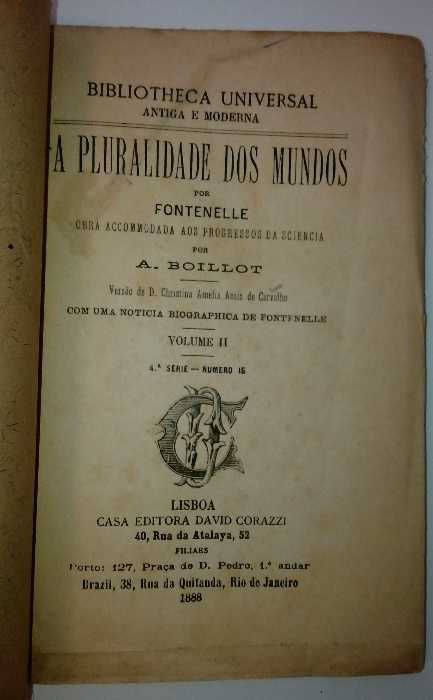 BIBLIOTHECA UNIVERSAL
ANTIGA E MODERNA
A PLURALIDADE DOS MUNDOS
POR
FONTENELLE
OBRA ACCOMMODADA AOS PROGRESSOS DA SCIENCIA
POR
A. BOILLOT
Versão de D. Christina Amelia Assis de Carvalho
COM UMA NOTICIA BIOGRAPHICA DE FONTENELLE
VOLUME II
4.ª SERIE — NUMERO 16
LISBOA
CASA EDITORA DAVID CORAZZI
40, Rua da Atalaya, 52
FILIAES
Porto: 127, Praça de D. Pedro, 1.º andar
Brazil, 38, Rua da Quitanda, Rio de Janeiro
1888